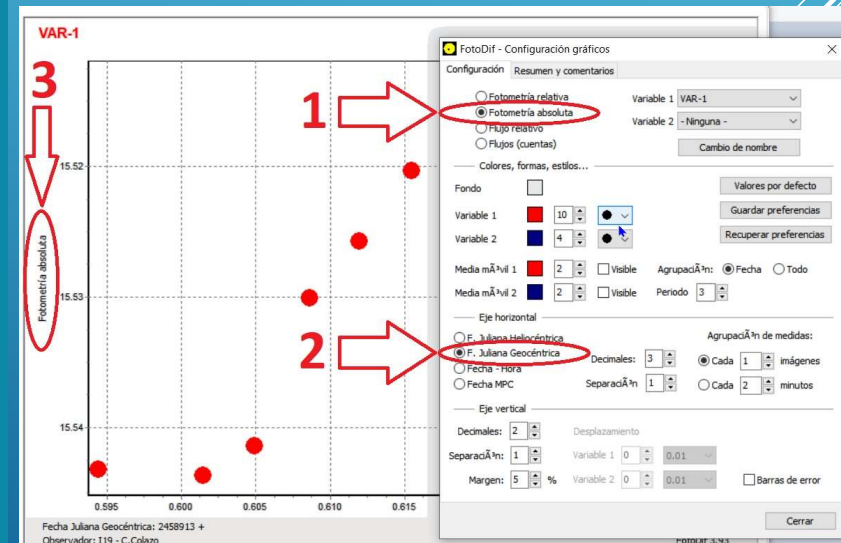 VAR-1
3
15.52
15.53
15.54
Fotometría absoluta
0.595 0.600 0.605 0.610 0.615
Fecha Juliana Geocéntrica: 2458913 +
Observador: I19 - C.Colazo
FotoDif 3.93
1
2
FotoDif - Configuración gráficos
Configuración Resumen y comentarios
Fotometría relativa
Fotometría absoluta
Flujo relativo
Flujos (cuentas)
Variable 1 VAR-1
Variable 2 - Ninguna -
Cambio de nombre
Colores, formas, estilos...
Fondo
Valores por defecto
Variable 1 10
Guardar preferencias
Variable 2 4
Recuperar preferencias
Media mÃ³vil 1 2 Visible AgrupaciÃ³n: Fecha Todo
Media mÃ³vil 2 2 Visible Periodo 3
Eje horizontal
F. Juliana Heliocéntrica
F. Juliana Geocéntrica
Fecha - Hora
Fecha MPC
Decimales: 3
SeparaciÃ³n 1
AgrupaciÃ³n de medidas:
Cada 1 imágenes
Cada 2 minutos
Eje vertical
Decimales: 2 Desplazamiento
SeparaciÃ³n: 1 Variable 1 0 0.01
Margen: 5 % Variable 2 0 0.01 Barras de error
Cerrar